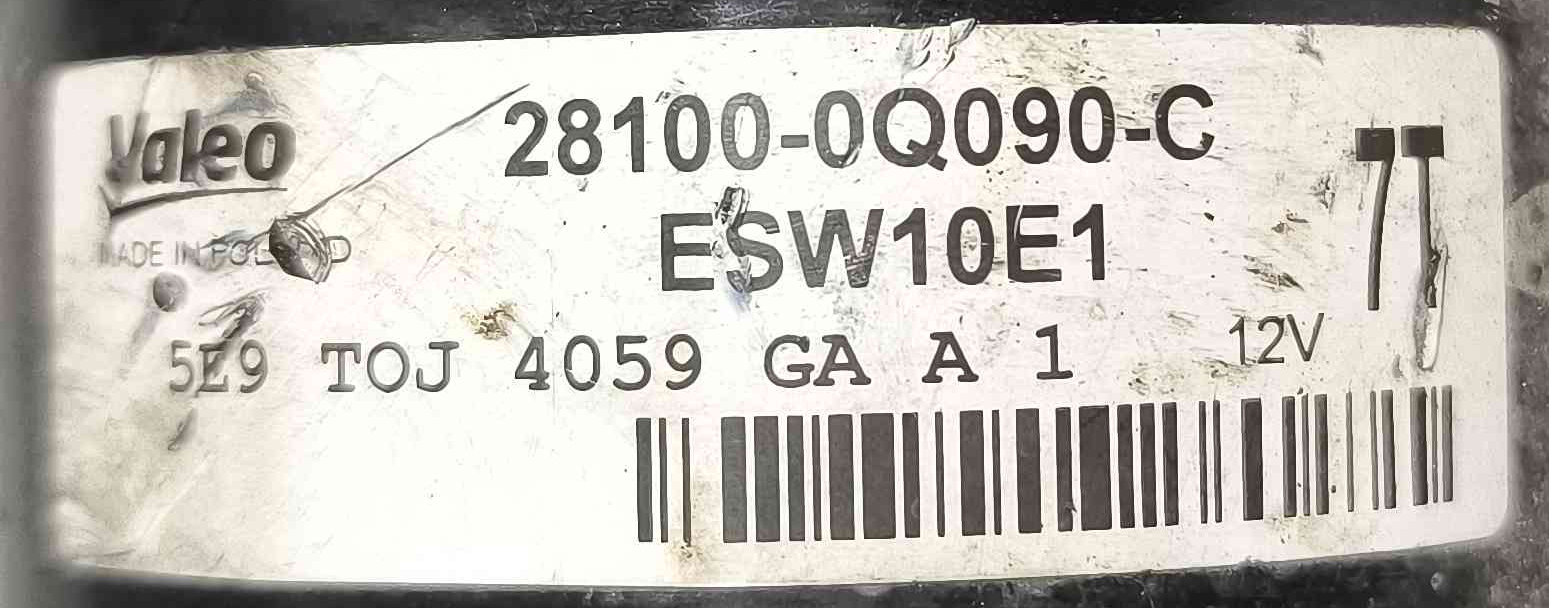 Valeo
28100-0Q090-C
7T
ESW10E1
MADE IN POLAND
5E9 TOJ 4059 GA A 1
12V